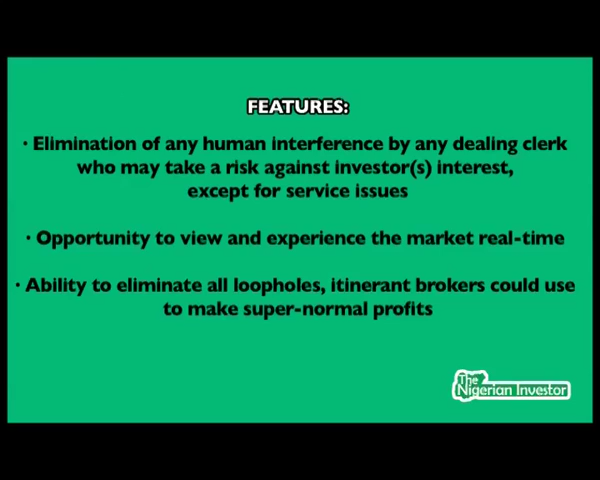 FEATURES:
· Elimination of any human interference by any dealing clerk
who may take a risk against investor(s) interest,
except for service issues
· Opportunity to view and experience the market real-time
· Ability to eliminate all loopholes, itinerant brokers could use
to make super-normal profits
The
Nigerian Investor